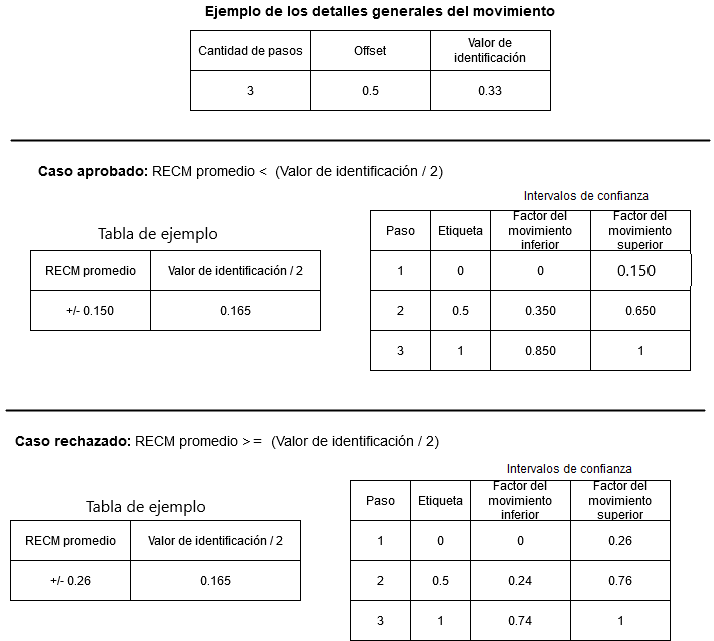 Ejemplo de los detalles generales del movimiento
Cantidad de pasos Offset Valor de
identificación
3 0.5 0.33
Caso aprobado: RECM promedio < (Valor de identificación / 2)
Tabla de ejemplo
RECM promedio Valor de identificación / 2
+/- 0.150 0.165
Intervalos de confianza
Paso Etiqueta Factor del
movimiento
inferior Factor del
movimiento
superior
1 0 0 0.150
2 0.5 0.350 0.650
3 1 0.850 1
Caso rechazado: RECM promedio >= (Valor de identificación / 2)
Tabla de ejemplo
RECM promedio Valor de identificación / 2
+/- 0.26 0.165
Intervalos de confianza
Paso Etiqueta Factor del
movimiento
inferior Factor del
movimiento
superior
1 0 0 0.26
2 0.5 0.24 0.76
3 1 0.74 1